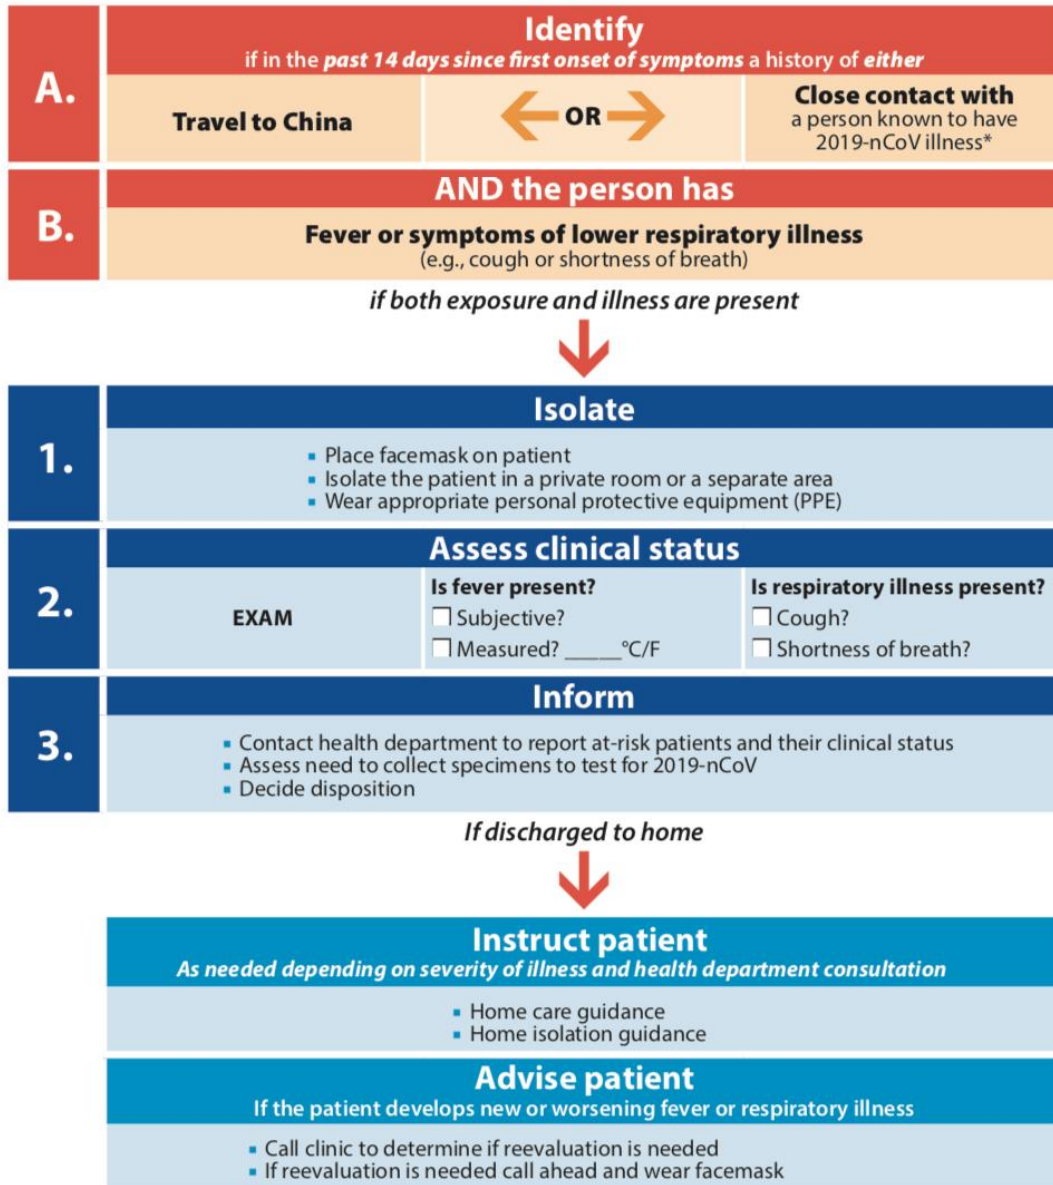 A.
Identify
if in the past 14 days since first onset of symptoms a history of either
Travel to China
OR
Close contact with
a person known to have
2019-nCoV illness*
B.
AND the person has
Fever or symptoms of lower respiratory illness
(e.g., cough or shortness of breath)
if both exposure and illness are present
1.
Isolate
▪ Place facemask on patient
▪ Isolate the patient in a private room or a separate area
▪ Wear appropriate personal protective equipment (PPE)
2.
Assess clinical status
EXAM
Is fever present?
☐ Subjective?
☐ Measured? _____°C/F
Is respiratory illness present?
☐ Cough?
☐ Shortness of breath?
3.
Inform
▪ Contact health department to report at-risk patients and their clinical status
▪ Assess need to collect specimens to test for 2019-nCoV
▪ Decide disposition
If discharged to home
Instruct patient
As needed depending on severity of illness and health department consultation
▪ Home care guidance
▪ Home isolation guidance
Advise patient
If the patient develops new or worsening fever or respiratory illness
▪ Call clinic to determine if reevaluation is needed
▪ If reevaluation is needed call ahead and wear facemask